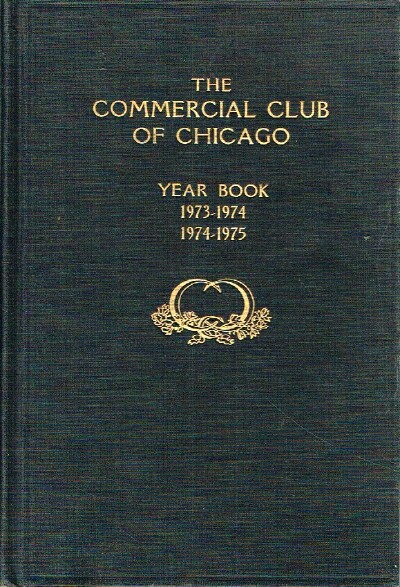 THE
COMMERCIAL CLUB
OF CHICAGO
YEAR BOOK
1973-1974
1974-1975